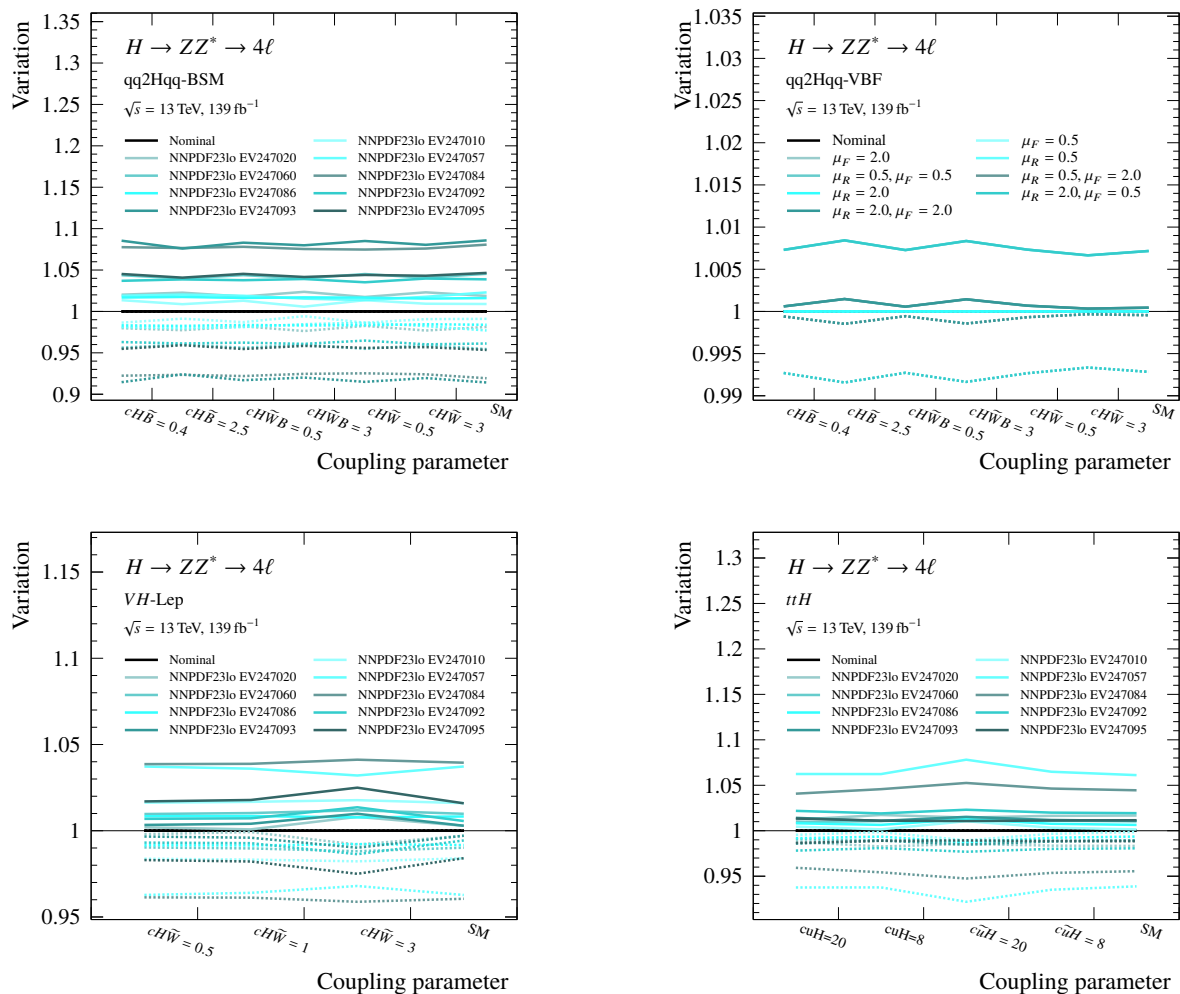 Variation
1.35
1.3
1.25
1.2
1.15
1.1
1.05
1
0.95
0.9
H → ZZ* → 4ℓ
qq2Hqq-BSM
√s = 13 TeV, 139 fb⁻¹
Nominal
NNPDF23lo EV247020
NNPDF23lo EV247060
NNPDF23lo EV247086
NNPDF23lo EV247093
NNPDF23lo EV247010
NNPDF23lo EV247057
NNPDF23lo EV247084
NNPDF23lo EV247092
NNPDF23lo EV247095
cHB̃ = 0.4
cHB̃ = 2.5
cHW̃B = 0.5
cHW̃B = 3
cHW̃ = 0.5
cHW̃ = 3
SM
Coupling parameter
Variation
1.035
1.03
1.025
1.02
1.015
1.01
1.005
1
0.995
0.99
H → ZZ* → 4ℓ
qq2Hqq-VBF
√s = 13 TeV, 139 fb⁻¹
Nominal
μF = 2.0
μR = 0.5, μF = 0.5
μR = 2.0
μR = 2.0, μF = 2.0
μF = 0.5
μR = 0.5
μR = 0.5, μF = 2.0
μR = 2.0, μF = 0.5
cHB̃ = 0.4
cHB̃ = 2.5
cHW̃B = 0.5
cHW̃B = 3
cHW̃ = 0.5
cHW̃ = 3
SM
Coupling parameter
Variation
1.15
1.1
1.05
1
0.95
H → ZZ* → 4ℓ
VH-Lep
√s = 13 TeV, 139 fb⁻¹
Nominal
NNPDF23lo EV247020
NNPDF23lo EV247060
NNPDF23lo EV247086
NNPDF23lo EV247093
NNPDF23lo EV247010
NNPDF23lo EV247057
NNPDF23lo EV247084
NNPDF23lo EV247092
NNPDF23lo EV247095
cHW̃ = 0.5
cHW̃ = 1
cHW̃ = 3
SM
Coupling parameter
Variation
1.3
1.25
1.2
1.15
1.1
1.05
1
0.95
H → ZZ* → 4ℓ
ttH
√s = 13 TeV, 139 fb⁻¹
Nominal
NNPDF23lo EV247020
NNPDF23lo EV247060
NNPDF23lo EV247086
NNPDF23lo EV247093
NNPDF23lo EV247010
NNPDF23lo EV247057
NNPDF23lo EV247084
NNPDF23lo EV247092
NNPDF23lo EV247095
cuH=20
cuH=8
cũH = 20
cũH = 8
SM
Coupling parameter